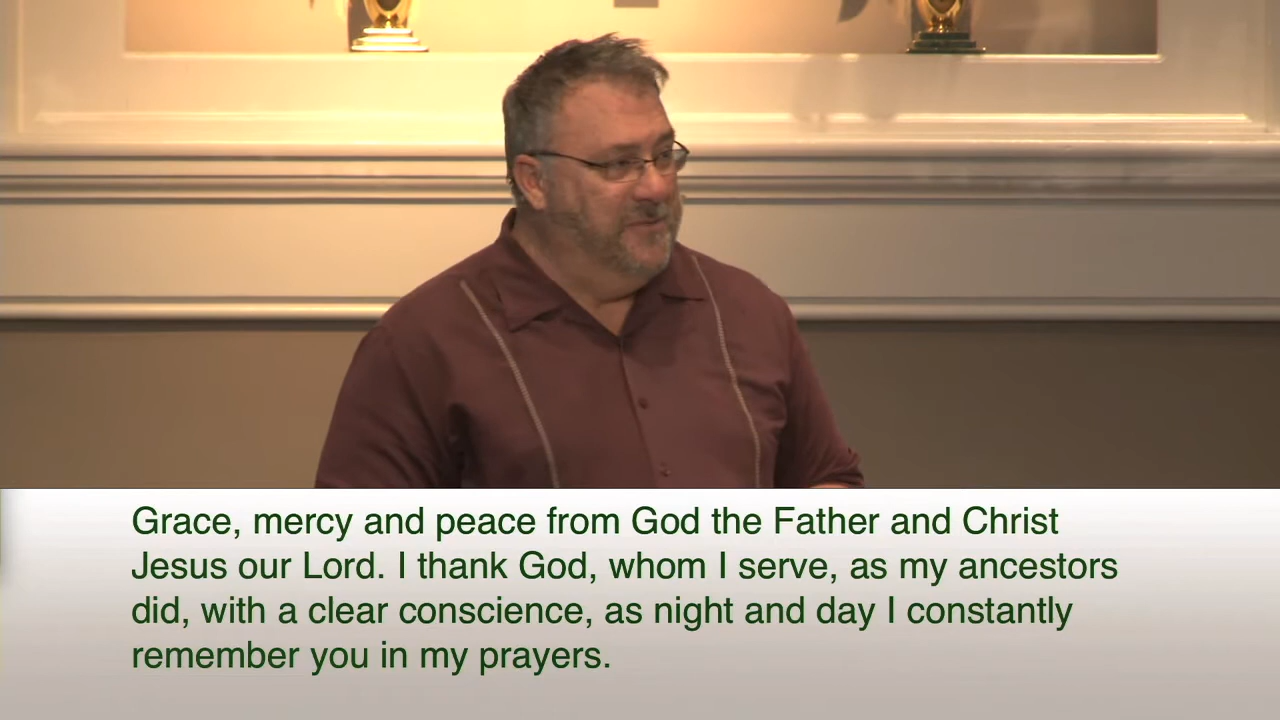 Grace, mercy and peace from God the Father and Christ
Jesus our Lord. I thank God, whom I serve, as my ancestors
did, with a clear conscience, as night and day I constantly
remember you in my prayers.